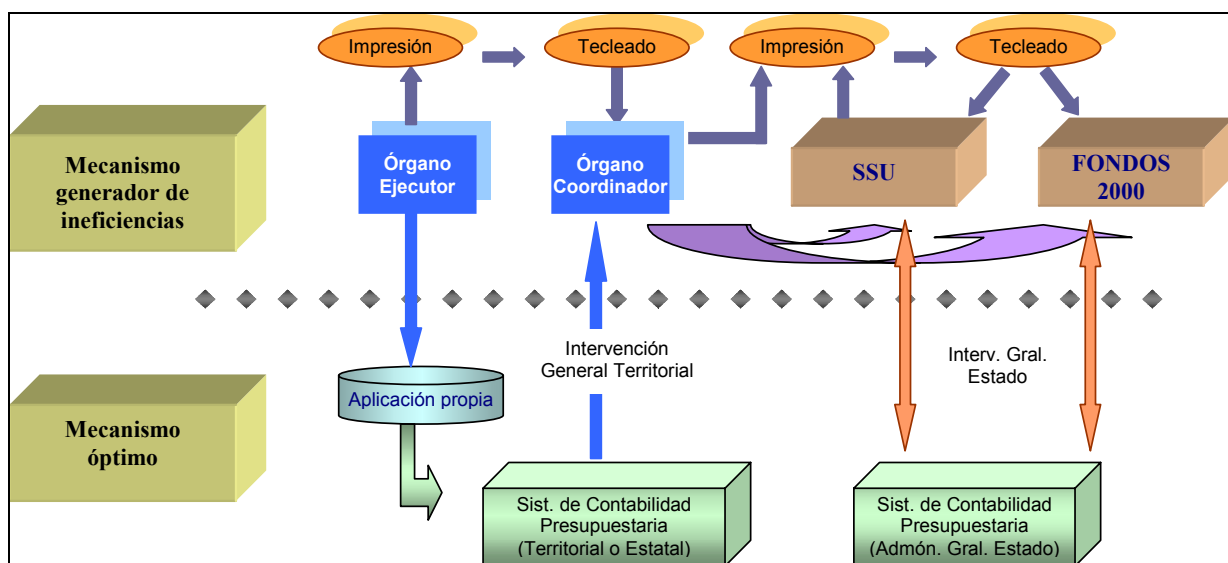 Impresión
Tecleado
Impresión
Tecleado
Mecanismo
generador de
ineficiencias
Órgano
Ejecutor
Órgano
Coordinador
SSU
FONDOS
2000
Intervención
General Territorial
Interv. Gral.
Estado
Mecanismo
óptimo
Aplicación propia
Sist. de Contabilidad
Presupuestaria
(Territorial o Estatal)
Sist. de Contabilidad
Presupuestaria
(Admón. Gral. Estado)